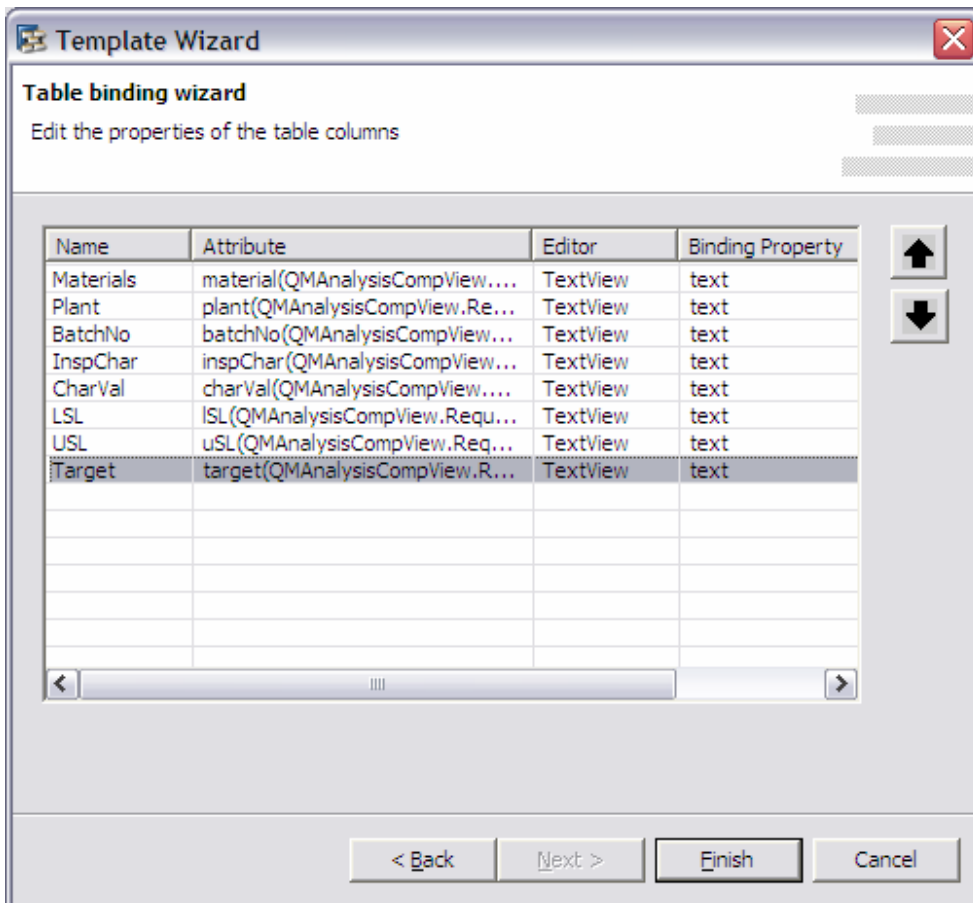 Template Wizard
Table binding wizard
Edit the properties of the table columns
Name Attribute Editor Binding Property
Materials material(QMAnalysisCompView.... TextView text
Plant plant(QMAnalysisCompView.Re... TextView text
BatchNo batchNo(QMAnalysisCompView... TextView text
InspChar inspChar(QMAnalysisCompView... TextView text
CharVal charVal(QMAnalysisCompView.... TextView text
LSL lSL(QMAnalysisCompView.Requ... TextView text
USL uSL(QMAnalysisCompView.Req... TextView text
Target target(QMAnalysisCompView.R... TextView text
< Back Next > Finish Cancel